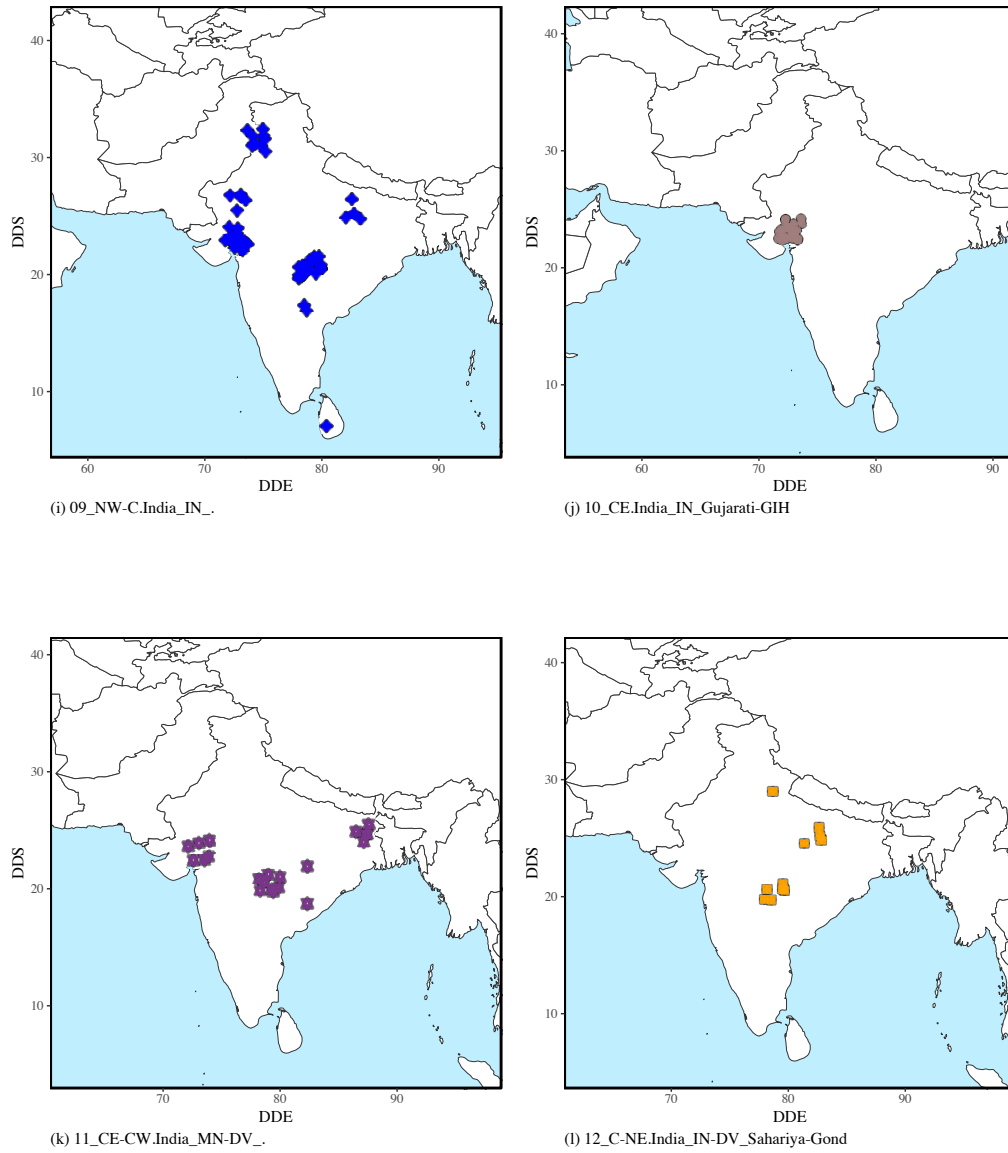 40
30
20
10
DDS
60
70
80
90
DDE
(i) 09_NW-C.India_IN_.
40
30
20
10
DDS
60
70
80
90
DDE
(j) 10_CE.India_IN_Gujarati-GIH
40
30
20
10
DDS
70
80
90
DDE
(k) 11_CE-CW.India_MN-DV_.
40
30
20
10
DDS
70
80
90
DDE
(l) 12_C-NE.India_IN-DV_Sahariya-Gond